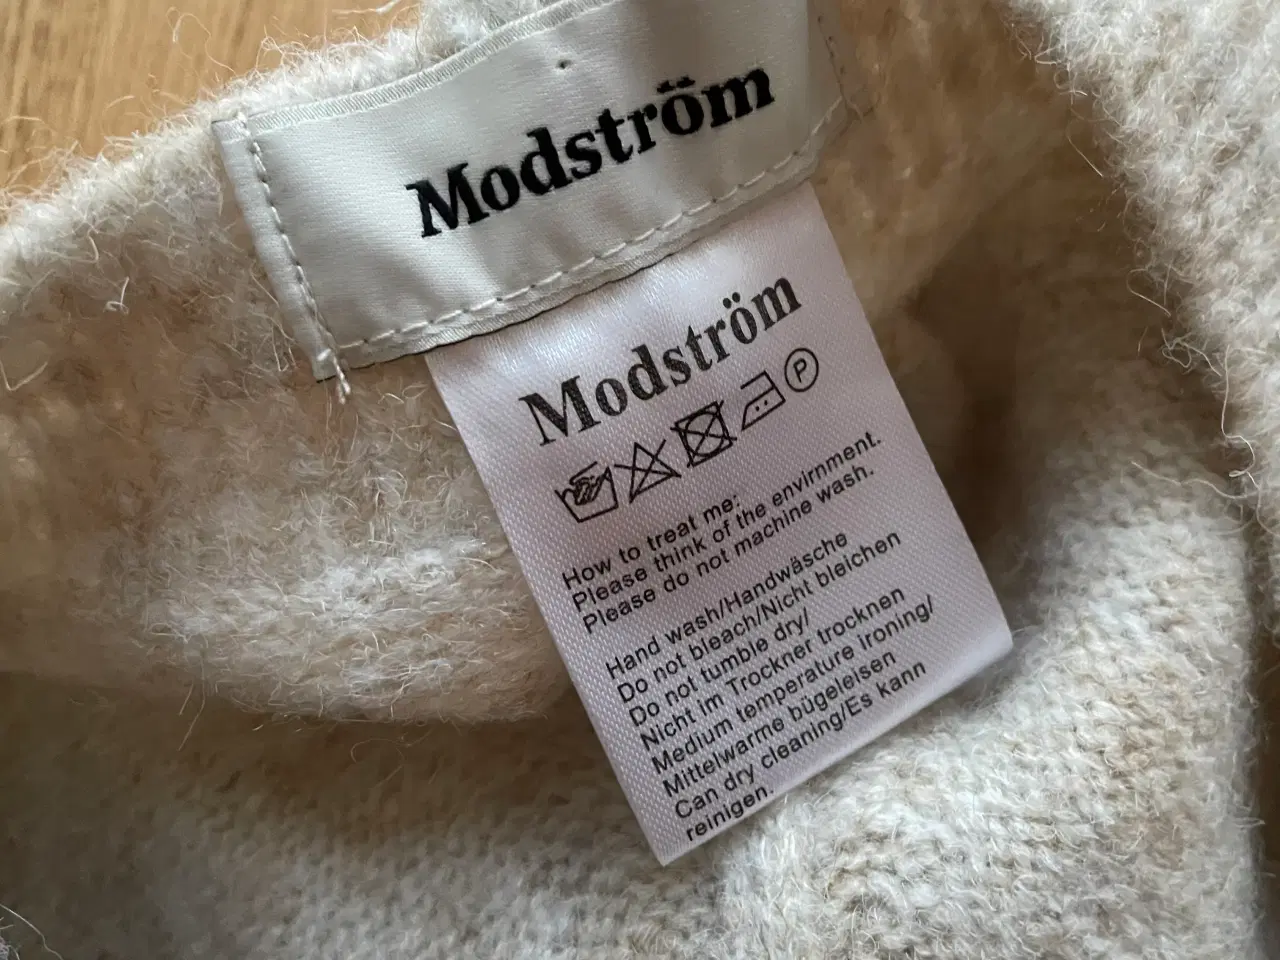 Modström
Modström
P
How to treat me:
Please think of the envirnment.
Please do not machine wash.
Hand wash/Handwäsche
Do not bleach/Nicht bleichen
Do not tumble dry/
Nicht im Trockner trocknen
Medium temperature ironing/
Mittelwarme bügeleisen
Can dry cleaning/Es kann
reinigen.